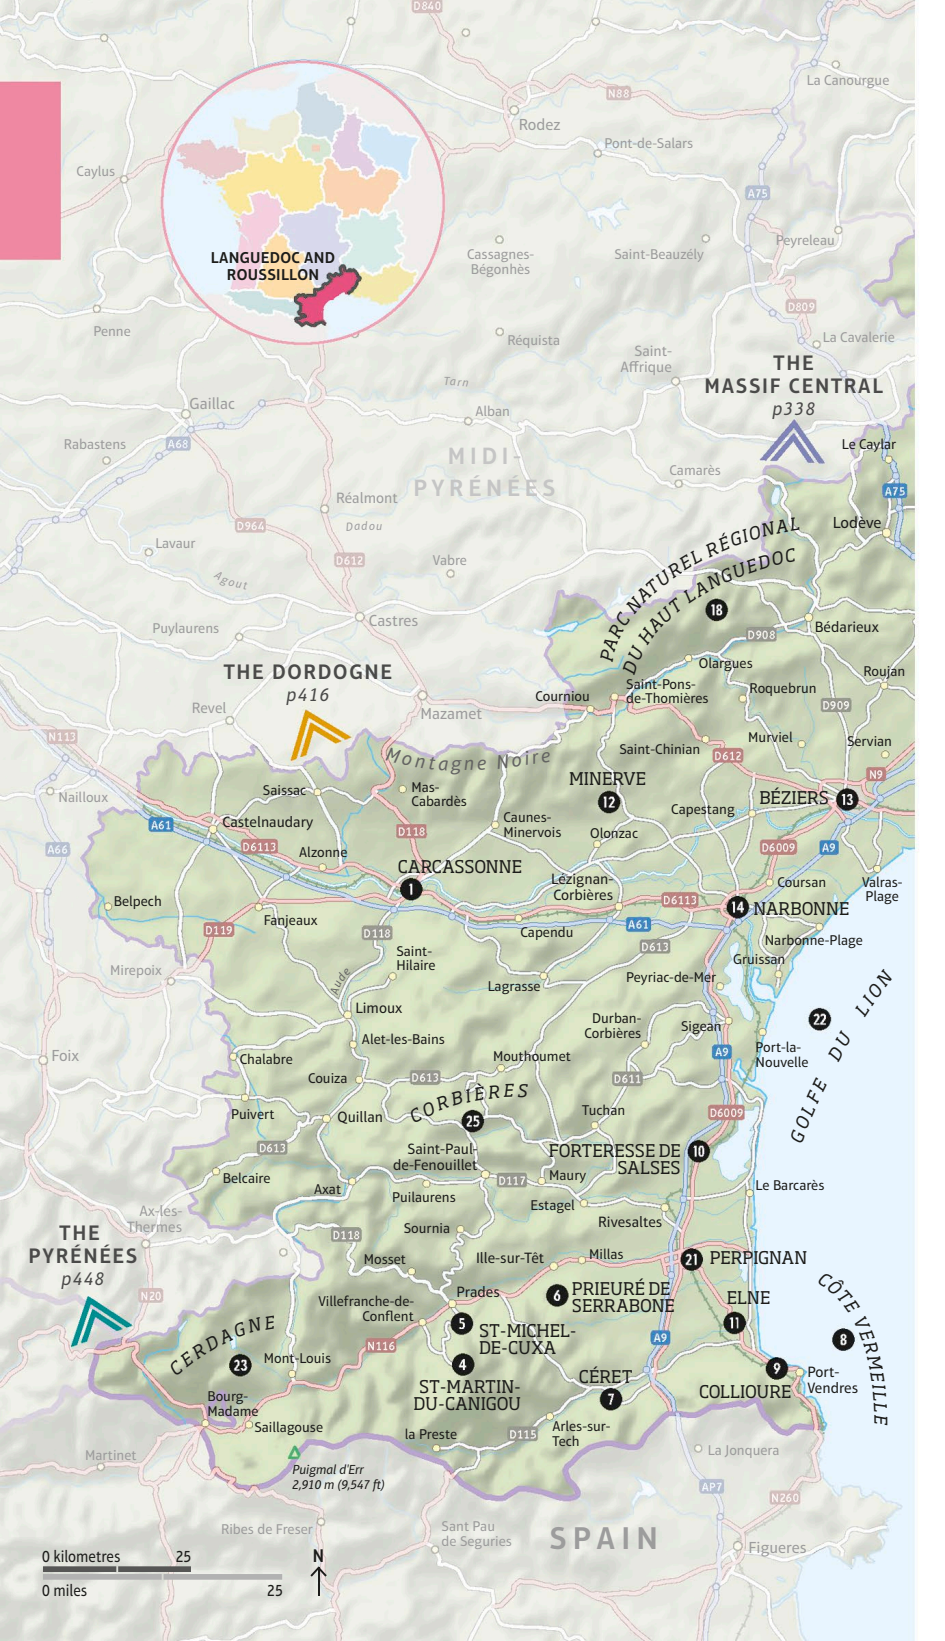 D840
La Canourgue
N88
Rodez
Pont-de-Salars
Caylus
A75
LANGUEDOC AND
ROUSSILLON
Cassagnes-
Bégonhès
Saint-Beauzély
Peyreleau
D809
Penne
Réquista
Saint-
Affrique
La Cavalerie
THE
MASSIF CENTRAL
p338
Tarn
Gaillac
Alban
Rabastens
A68
MIDI-
PYRÉNÉES
Camarès
Le Caylar
A75
Réalmont
Dadou
D964
Lodève
PARC NATUREL RÉGIONAL
DU HAUT LANGUEDOC
Lavaur
D612
Vabre
Agout
18
Castres
Puylaurens
Bédarieux
D908
THE DORDOGNE
p416
Olargues
Roujan
Courniou
Saint-Pons-
de-Thomières
Roquebrun
Revel
Mazamet
D909
N113
Murviel
Servian
Montagne Noire
Saint-Chinian
D612
N9
MINERVE
12
Nailloux
Saissac
Mas-
Cabardès
BÉZIERS
13
Capestang
A61
Castelnaudary
Caunes-
Minervois
Olonzac
D118
A66
D6113
Alzonne
D6009
A9
CARCASSONNE
1
Lézignan-
Corbières
Coursan
Valras-
Plage
Belpech
D6113
14
NARBONNE
Fanjeaux
D119
D118
Capendu
A61
D613
Narbonne-Plage
Saint-
Hilaire
Gruissan
Mirepoix
Aude
Lagrasse
Peyriac-de-Mer
Limoux
Durban-
Corbières
Sigean
22
GOLFE DU LION
Alet-les-Bains
Foix
Chalabre
Mouthoumet
A9
Port-la-
Nouvelle
Couiza
D613
D611
CORBIÈRES
25
Puivert
Quillan
Tuchan
D6009
D613
Saint-Paul-
de-Fenouillet
FORTERESSE DE
SALSES
10
Belcaire
Axat
D117
Maury
Le Barcarès
Puilaurens
Estagel
Ax-les-
Thermes
Rivesaltes
THE
PYRÉNÉES
p448
D118
Sournia
Mosset
Ille-sur-Têt
Millas
21
PERPIGNAN
N20
Prades
6
PRIEURÉ DE
SERRABONE
CÔTE VERMEILLE
8
Villefranche-de-
Conflent
ELNE
11
CERDAGNE
23
5
ST-MICHEL-
DE-CUXA
N116
A9
Mont-Louis
4
ST-MARTIN-
DU-CANIGOU
CÉRET
7
9
COLLIOURE
Port-
Vendres
Bourg-
Madame
Saillagouse
Arles-sur-
Tech
la Preste
D115
Martinet
La Jonquera
Puigmal d'Err
2,910 m (9,547 ft)
AP7
N260
Ribes de Freser
Sant Pau
de Seguries
SPAIN
Figueres
0 kilometres 25
0 miles 25
N